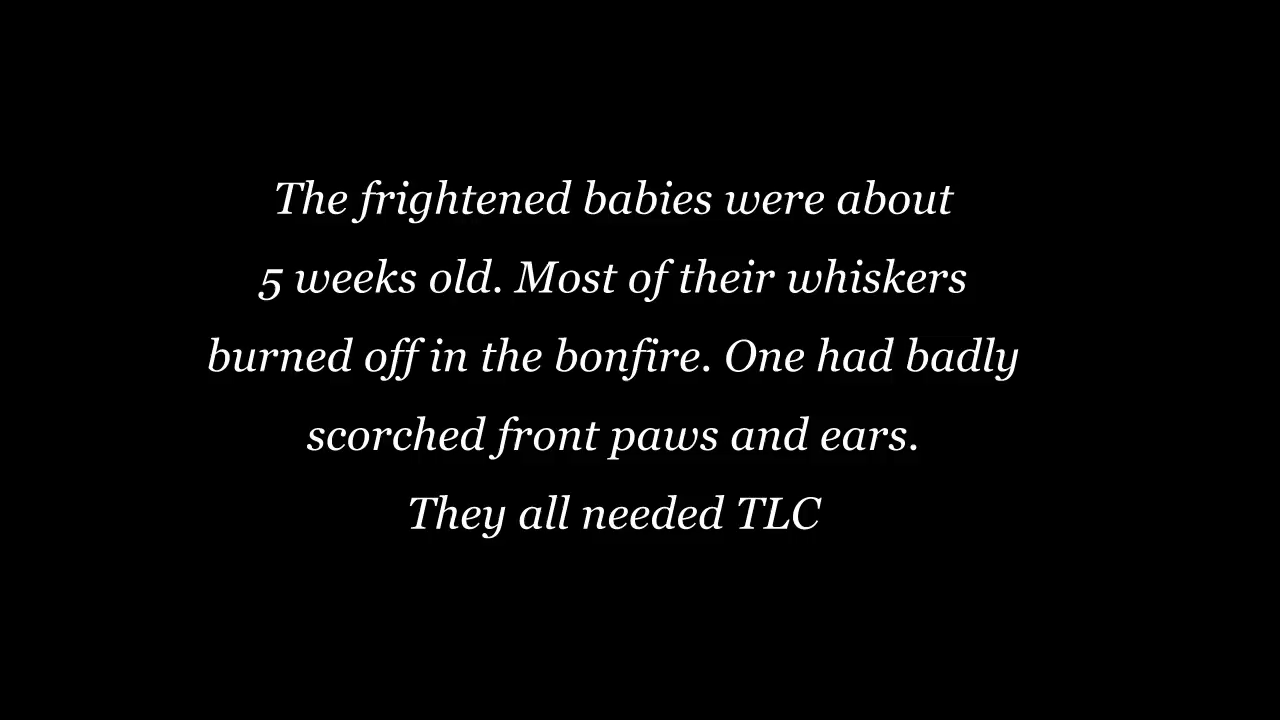 The frightened babies were about
5 weeks old. Most of their whiskers
burned off in the bonfire. One had badly
scorched front paws and ears.
They all needed TLC